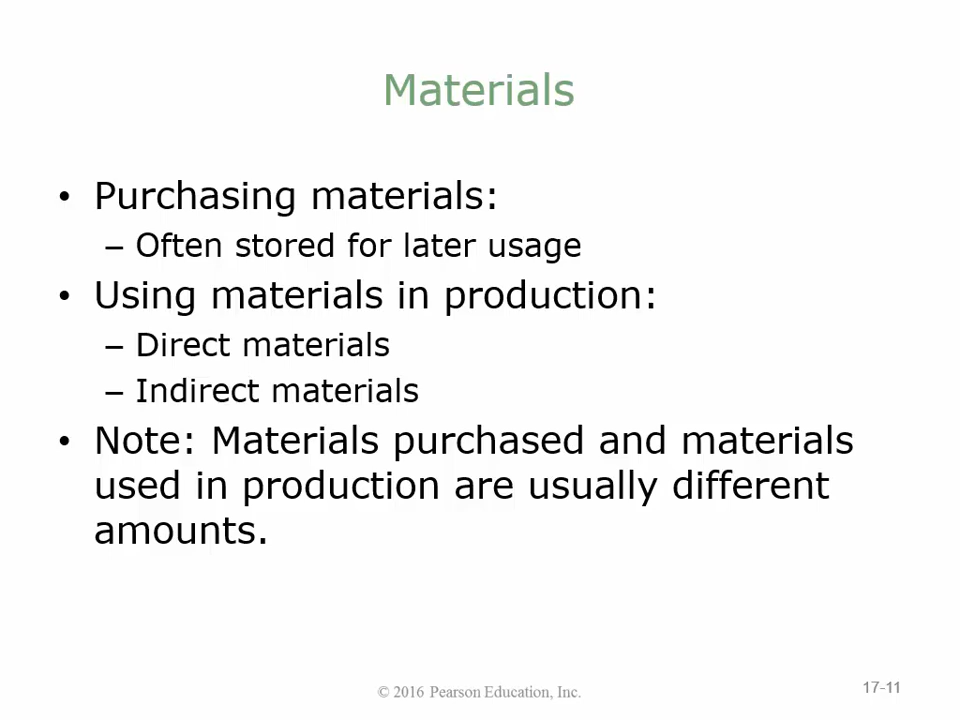 Materials
• Purchasing materials:
– Often stored for later usage
• Using materials in production:
– Direct materials
– Indirect materials
• Note: Materials purchased and materials
used in production are usually different
amounts.
© 2016 Pearson Education, Inc.
17-11